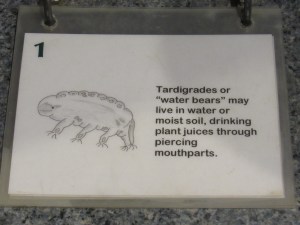 1
Tardigrades or
"water bears" may
live in water or
moist soil, drinking
plant juices through
piercing
mouthparts.